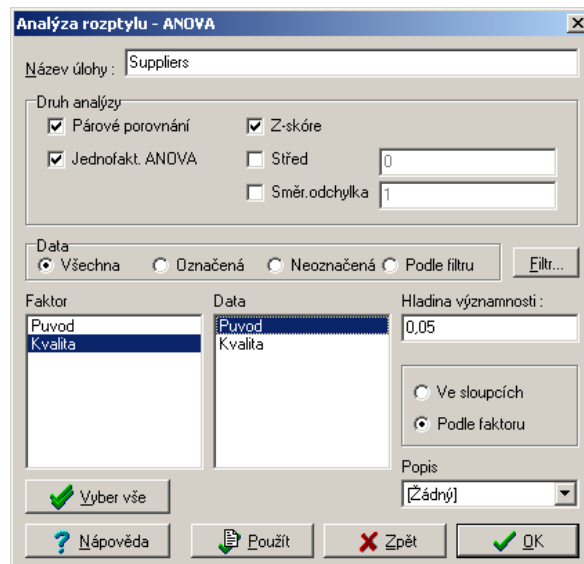 Analýza rozptylu - ANOVA
Název úlohy : Suppliers
Druh analýzy
Párové porovnání
Z-skóre
Jednofakt. ANOVA
Střed
0
Směr.odchylka
1
Data
Všechna
Označená
Neoznačená
Podle filtru
Filtr...
Faktor
Data
Hladina významnosti :
Puvod
Kvalita
Puvod
Kvalita
0,05
Ve sloupcích
Podle faktoru
Popis
[Žádný]
Vyber vše
Nápověda
Použít
Zpět
OK